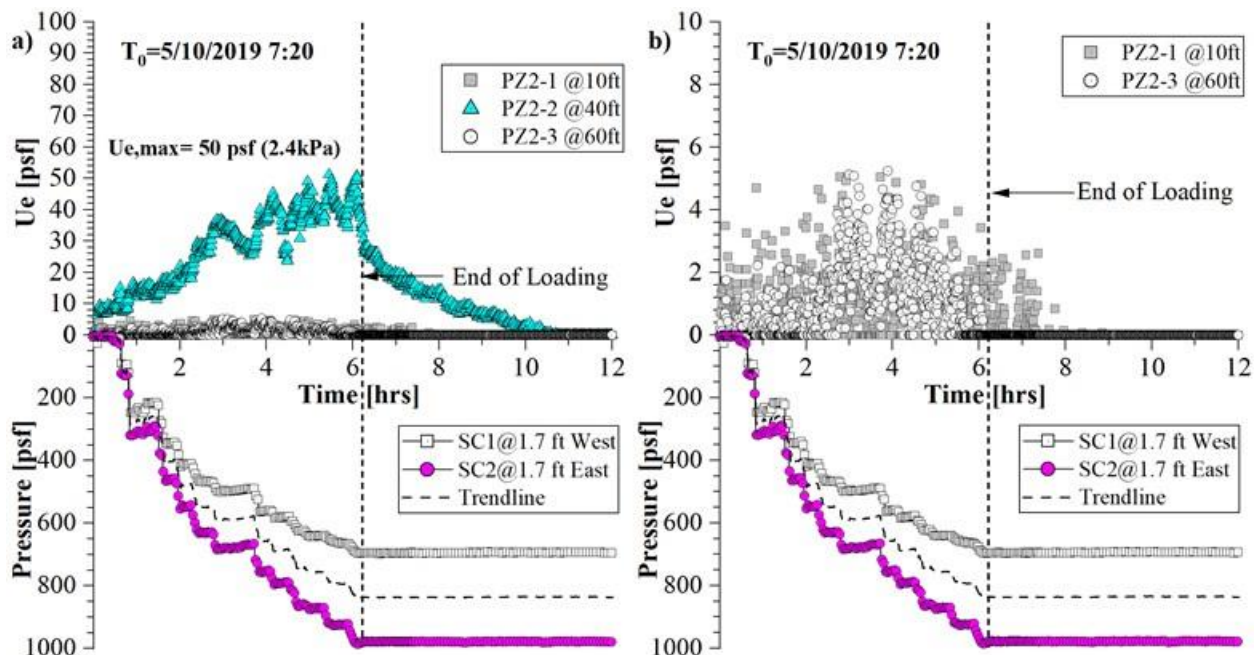 a)
T₀=5/10/2019 7:20
PZ2-1 @10ft
PZ2-2 @40ft
PZ2-3 @60ft
Ue,max= 50 psf (2.4kPa)
End of Loading
Ue [psf]
100
90
80
70
60
50
40
30
20
10
0
2 4 6 8 10 12
Time [hrs]
200
400
600
800
1000
Pressure [psf]
SC1@1.7 ft West
SC2@1.7 ft East
Trendline
b)
T₀=5/10/2019 7:20
PZ2-1 @10ft
PZ2-3 @60ft
End of Loading
Ue [psf]
10
8
6
4
2
0
2 4 6 8 10 12
Time [hrs]
200
400
600
800
1000
Pressure [psf]
SC1@1.7 ft West
SC2@1.7 ft East
Trendline